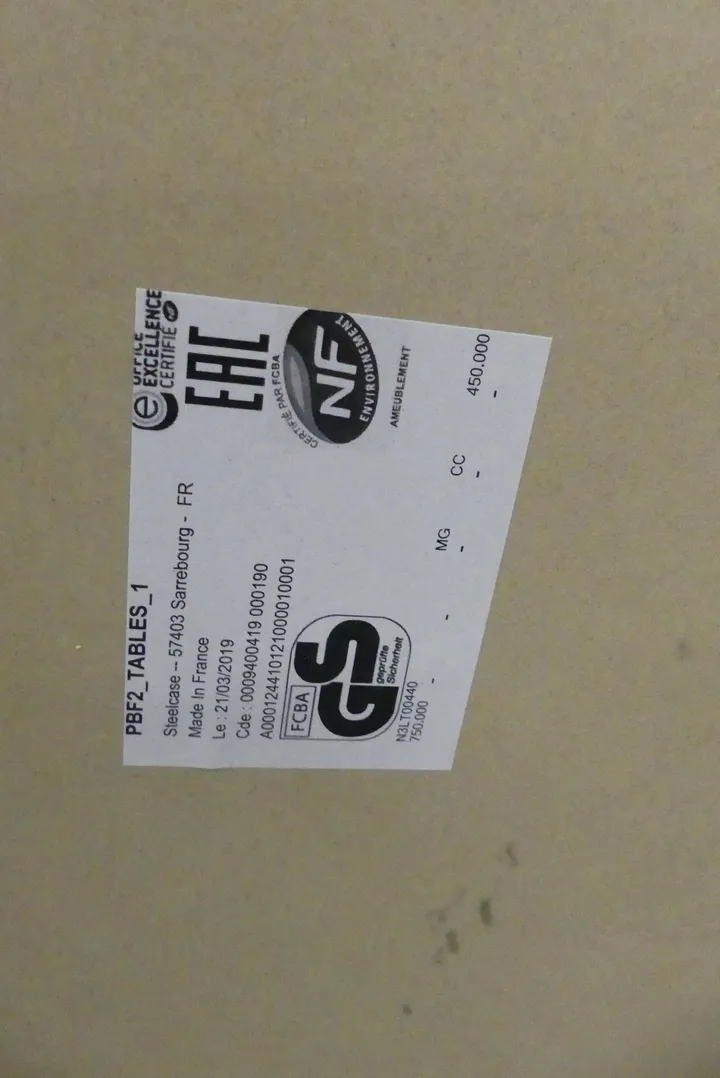 PBF2_TABLES_1
Steelcase -- 57403 Sarrebourg - FR
Made In France
Le : 21/03/2019
Cde : 0009400419 000190
A000124410121000010001
OFFICE
EXCELLENCE
CERTIFIÉ
EAC
CERTIFIÉ PAR FCBA
NF
ENVIRONNEMENT
AMEUBLEMENT
FCBA
GS
geprüfte
Sicherheit
N3LT00440
750.000 - - MG - CC - 450.000 -